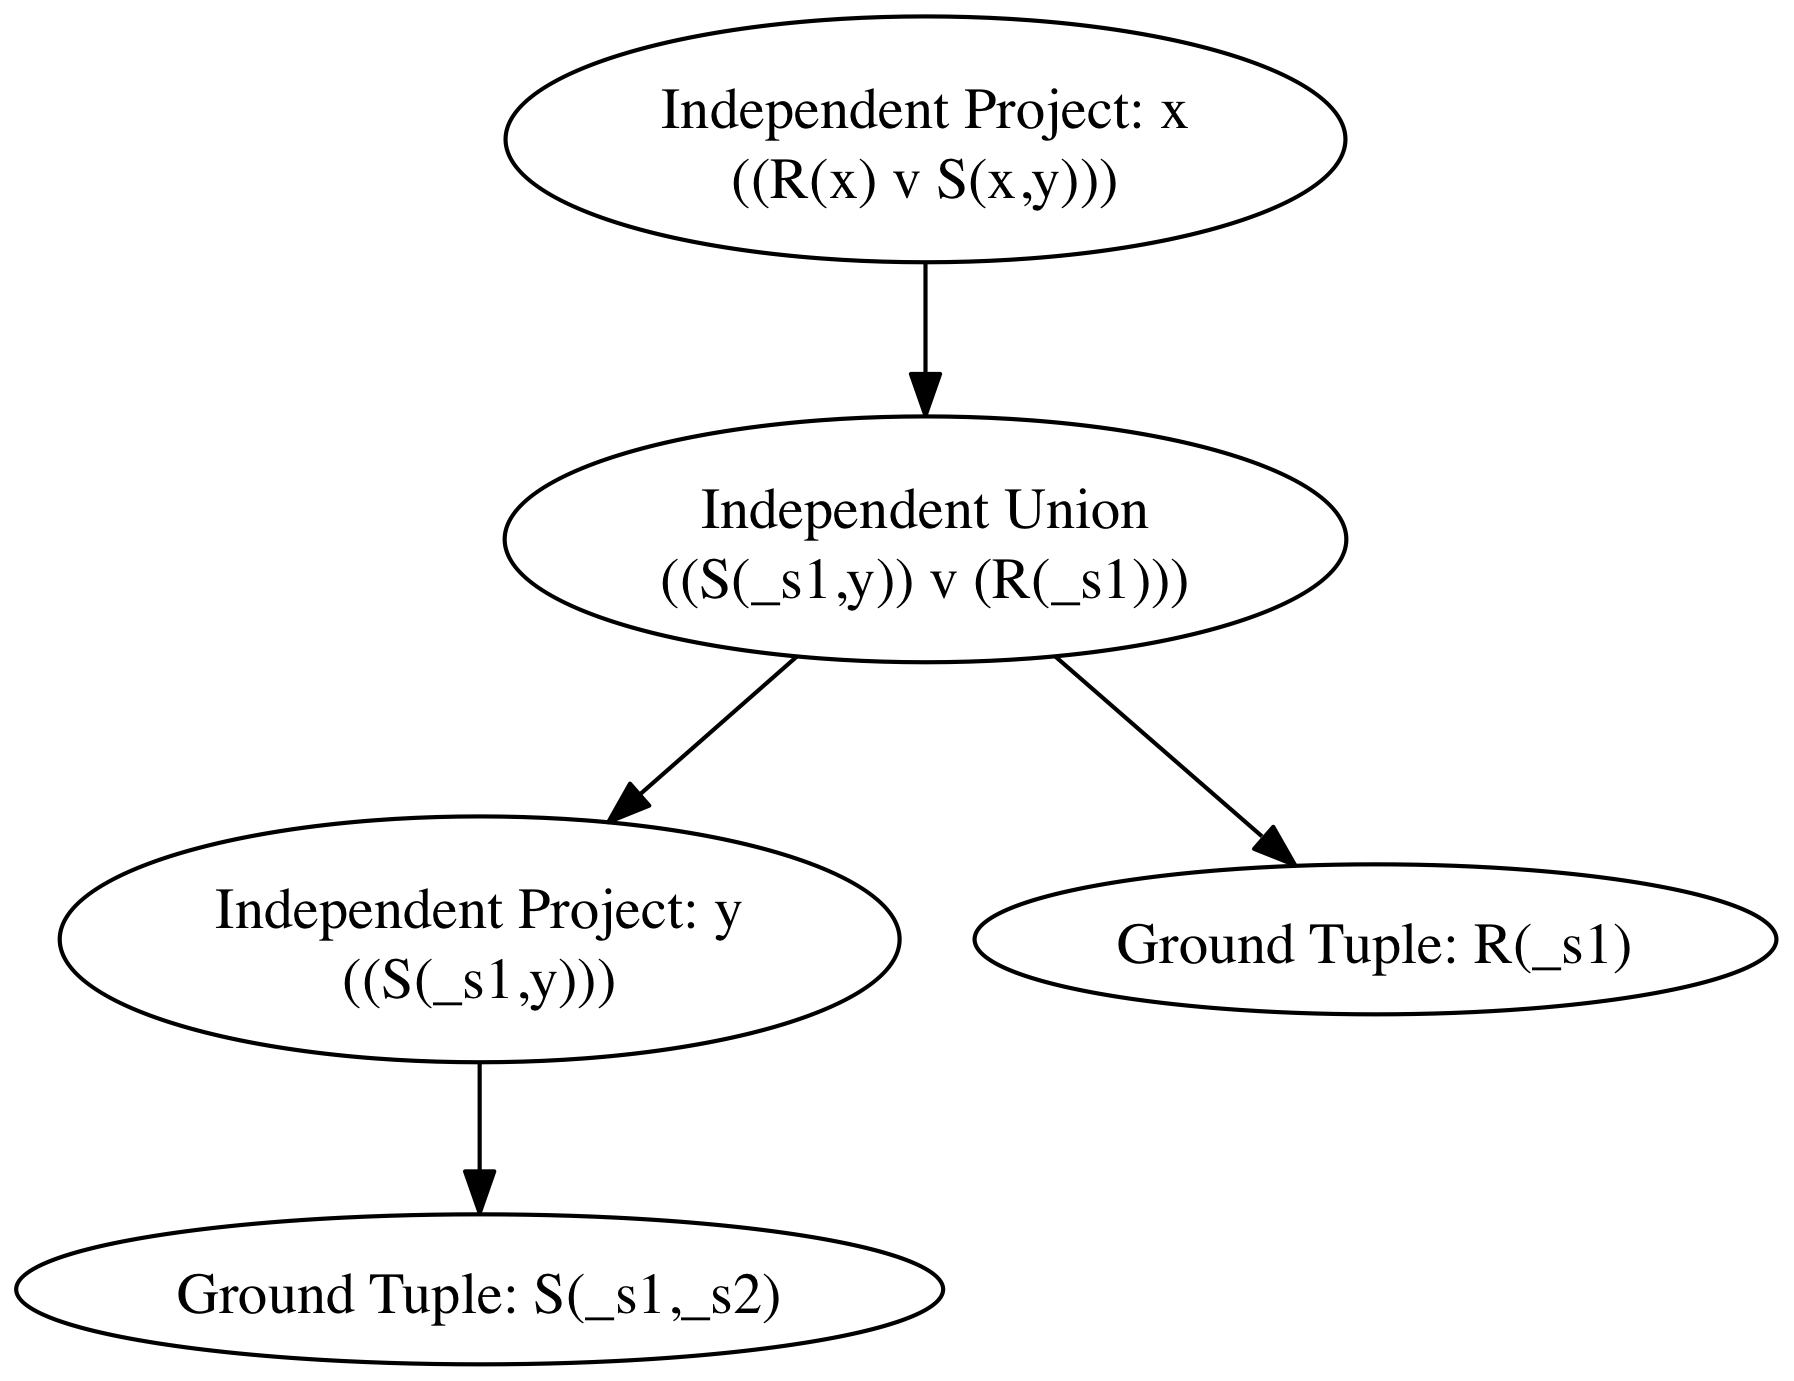 Independent Project: x
((R(x) v S(x,y)))
Independent Union
((S(_s1,y)) v (R(_s1)))
Independent Project: y
((S(_s1,y)))
Ground Tuple: R(_s1)
Ground Tuple: S(_s1,_s2)